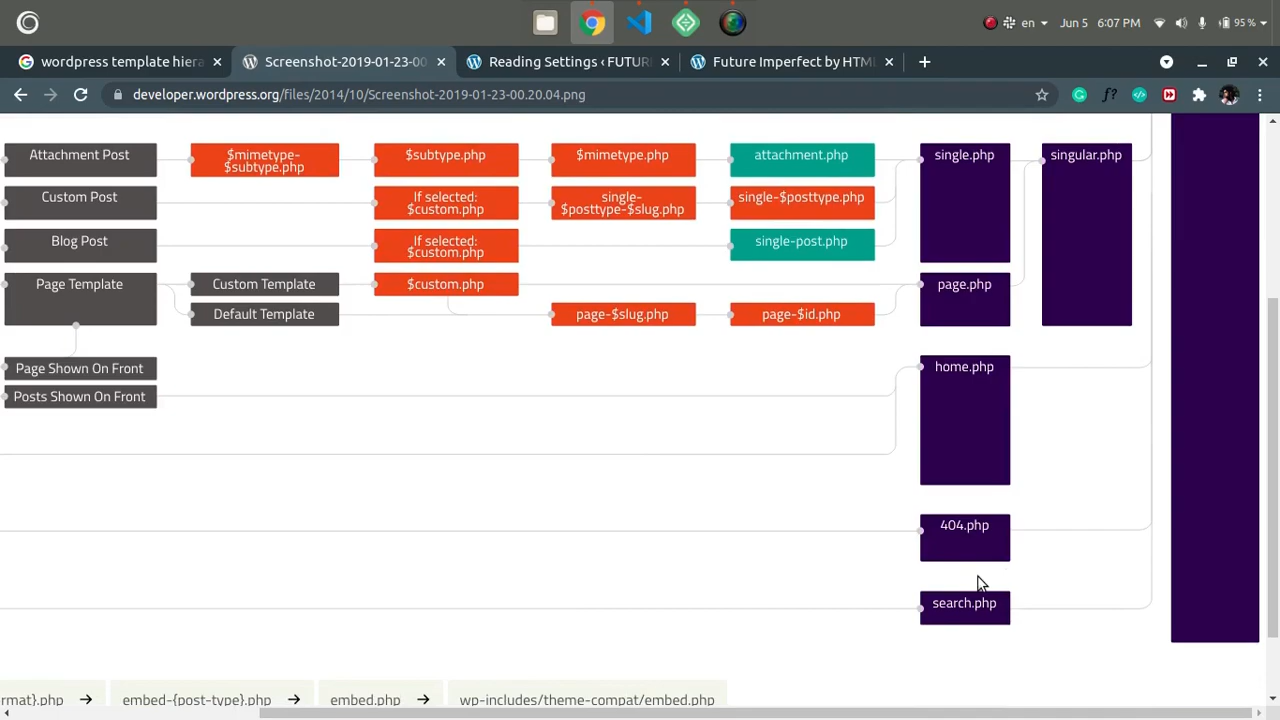 en
Jun 5 6:07 PM
95 %
wordpress template hiera
Screenshot-2019-01-23-00
Reading Settings ‹ FUTUR
Future Imperfect by HTML
developer.wordpress.org/files/2014/10/Screenshot-2019-01-23-00.20.04.png
f?
Attachment Post
$mimetype-
$subtype.php
$subtype.php
$mimetype.php
attachment.php
single.php
singular.php
Custom Post
If selected:
$custom.php
single-
$posttype-$slug.php
single-$posttype.php
Blog Post
If selected:
$custom.php
single-post.php
Page Template
Custom Template
$custom.php
page.php
Default Template
page-$slug.php
page-$id.php
Page Shown On Front
home.php
Posts Shown On Front
404.php
search.php
rmat}.php
embed-{post-type}.php
embed.php
wp-includes/theme-compat/embed.php